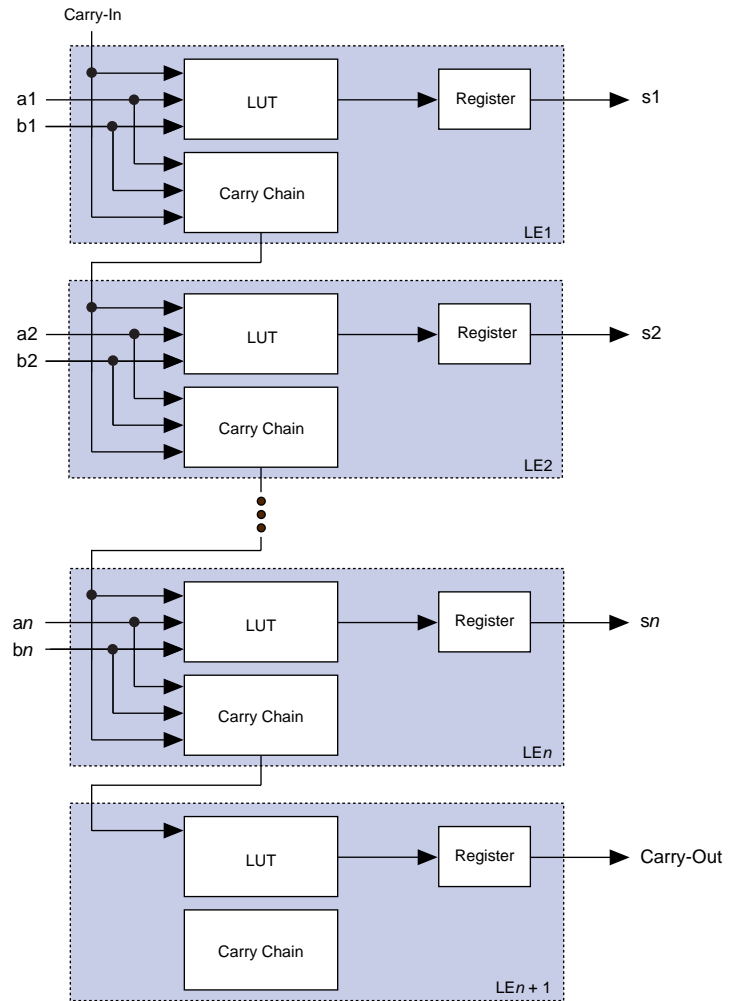 Carry-In
a1
b1
LUT
Register
s1
Carry Chain
LE1
a2
b2
LUT
Register
s2
Carry Chain
LE2
an
bn
LUT
Register
sn
Carry Chain
LEn
LUT
Register
Carry-Out
Carry Chain
LEn + 1